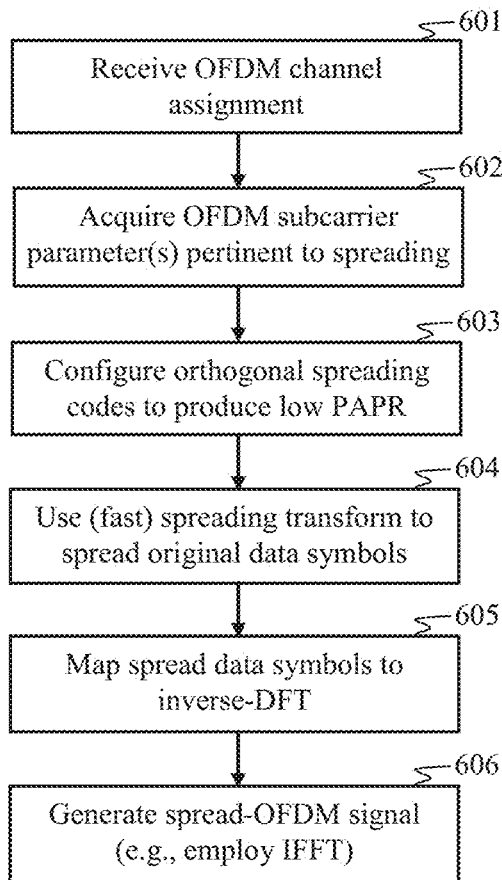 601
Receive OFDM channel
assignment
602
Acquire OFDM subcarrier
parameter(s) pertinent to spreading
603
Configure orthogonal spreading
codes to produce low PAPR
604
Use (fast) spreading transform to
spread original data symbols
605
Map spread data symbols to
inverse-DFT
606
Generate spread-OFDM signal
(e.g., employ IFFT)